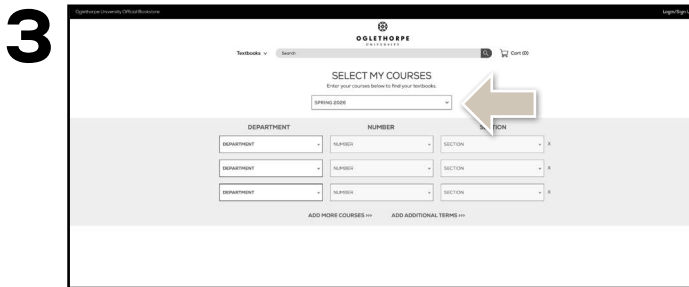 3
Oglethorpe University Official Bookstore
Login/Sign U
OGLETHORPE
UNIVERSITY
Textbooks
Search
Cart (0)
SELECT MY COURSES
Enter your courses below to find your textbooks.
SPRING 2026
DEPARTMENT NUMBER SECTION
DEPARTMENT NUMBER SECTION X
DEPARTMENT NUMBER SECTION X
DEPARTMENT NUMBER SECTION X
ADD MORE COURSES >>> ADD ADDITIONAL TERMS >>>